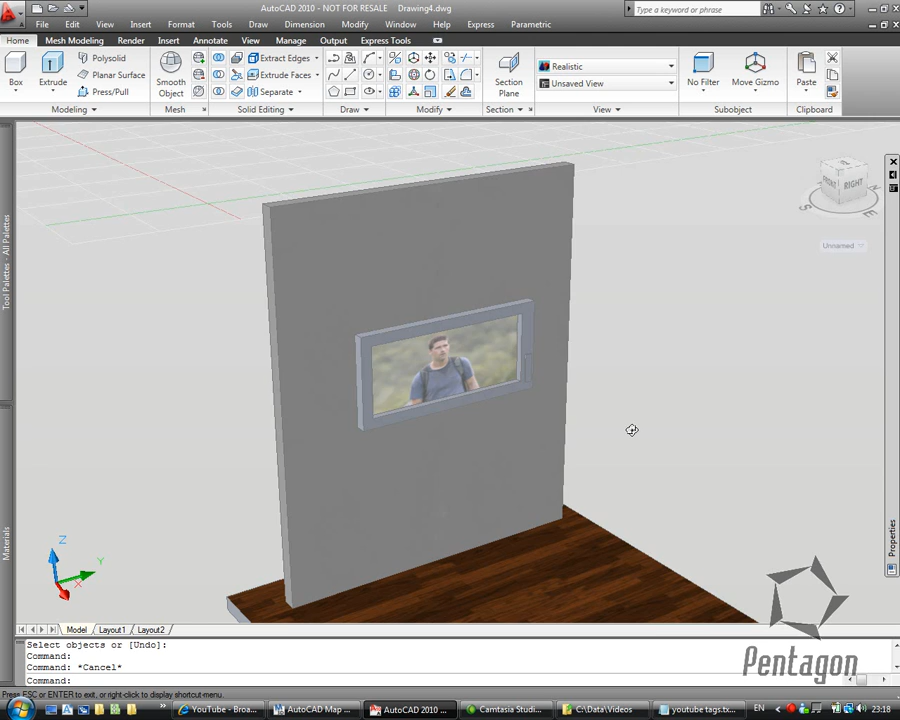 AutoCAD 2010 - NOT FOR RESALE Drawing4.dwg
Type a keyword or phrase
File Edit View Insert Format Tools Draw Dimension Modify Window Help Express Parametric
Home Mesh Modeling Render Insert Annotate Blocks & References View Manage Output Express Tools
Polysolid
Planar Surface
Press/Pull
Box
Extrude
Smooth
Object
Extract Edges
Extrude Faces
Separate
Section
Plane
Realistic
Unsaved View
No Filter
Move Gizmo
Paste
Modeling
Mesh
Solid Editing
Draw
Modify
Section
View
Subobject
Clipboard
Tool Palettes - All Palettes
Materials
RIGHT
S
E
Unnamed
Properties
Z
Y
X
Pentagon
Model Layout1 Layout2
Select objects or [Undo]:
Command:
Command: *Cancel*
Command:
Press ESC or ENTER to exit, or right-click to display shortcut-menu.
YouTube - Broa...
AutoCAD Map ...
AutoCAD 2010 ...
Camtasia Studi...
C:\Data\Videos
youtube tags.tx...
EN
23:18